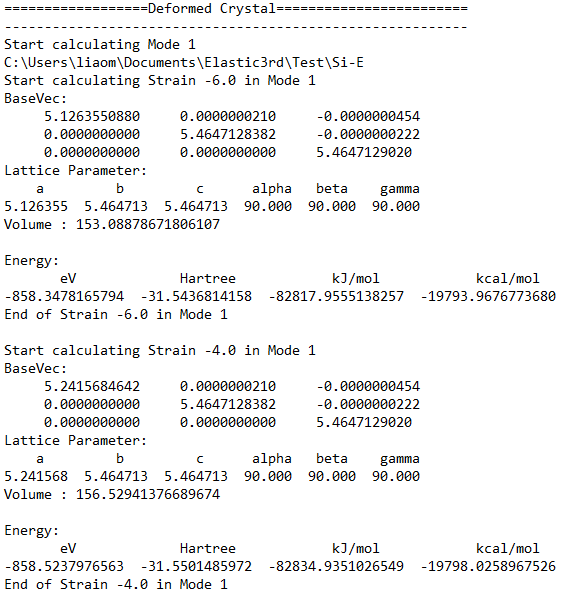 ==================Deformed Crystal========================
----------------------------------------------------------
Start calculating Mode 1
C:\Users\liaom\Documents\Elastic3rd\Test\Si-E
Start calculating Strain -6.0 in Mode 1
BaseVec:
     5.1263550880     0.0000000210     -0.0000000454
     0.0000000000     5.4647128382     -0.0000000222
     0.0000000000     0.0000000000     5.4647129020
Lattice Parameter:
    a         b         c      alpha   beta    gamma
5.126355  5.464713  5.464713  90.000  90.000  90.000
Volume : 153.08878671806107

Energy:
       eV             Hartree            kJ/mol            kcal/mol
-858.3478165794  -31.5436814158  -82817.9555138257  -19793.9676773680
End of Strain -6.0 in Mode 1

Start calculating Strain -4.0 in Mode 1
BaseVec:
     5.2415684642     0.0000000210     -0.0000000454
     0.0000000000     5.4647128382     -0.0000000222
     0.0000000000     0.0000000000     5.4647129020
Lattice Parameter:
    a         b         c      alpha   beta    gamma
5.241568  5.464713  5.464713  90.000  90.000  90.000
Volume : 156.52941376689674

Energy:
       eV             Hartree            kJ/mol            kcal/mol
-858.5237976563  -31.5501485972  -82834.9351026549  -19798.0258967526
End of Strain -4.0 in Mode 1